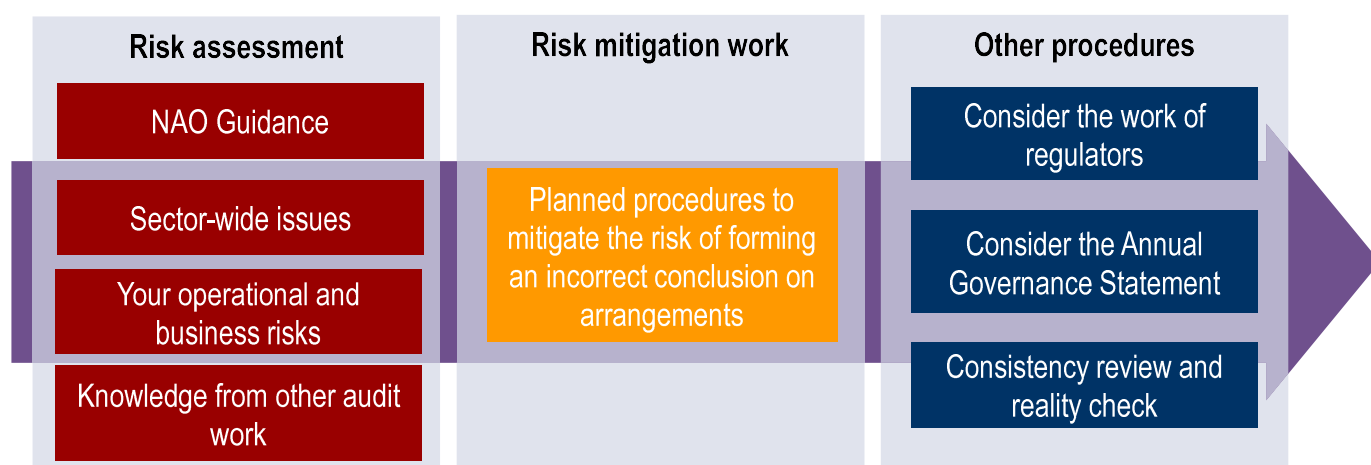 Risk assessment
NAO Guidance
Sector-wide issues
Your operational and
business risks
Knowledge from other audit
work
Risk mitigation work
Planned procedures to
mitigate the risk of forming
an incorrect conclusion on
arrangements
Other procedures
Consider the work of
regulators
Consider the Annual
Governance Statement
Consistency review and
reality check